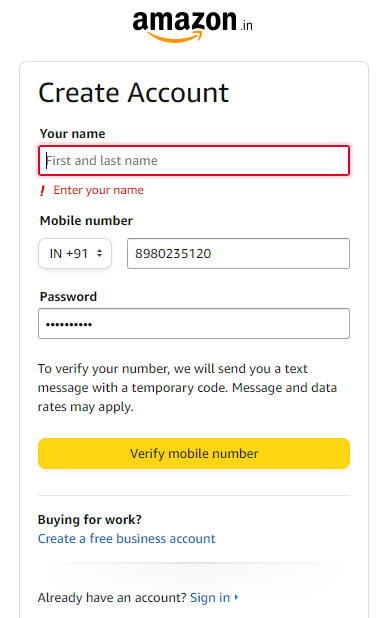 amazon.in
Create Account
Your name
First and last name
! Enter your name
Mobile number
IN +91 8980235120
Password
••••••••••
To verify your number, we will send you a text
message with a temporary code. Message and data
rates may apply.
Verify mobile number
Buying for work?
Create a free business account
Already have an account? Sign in